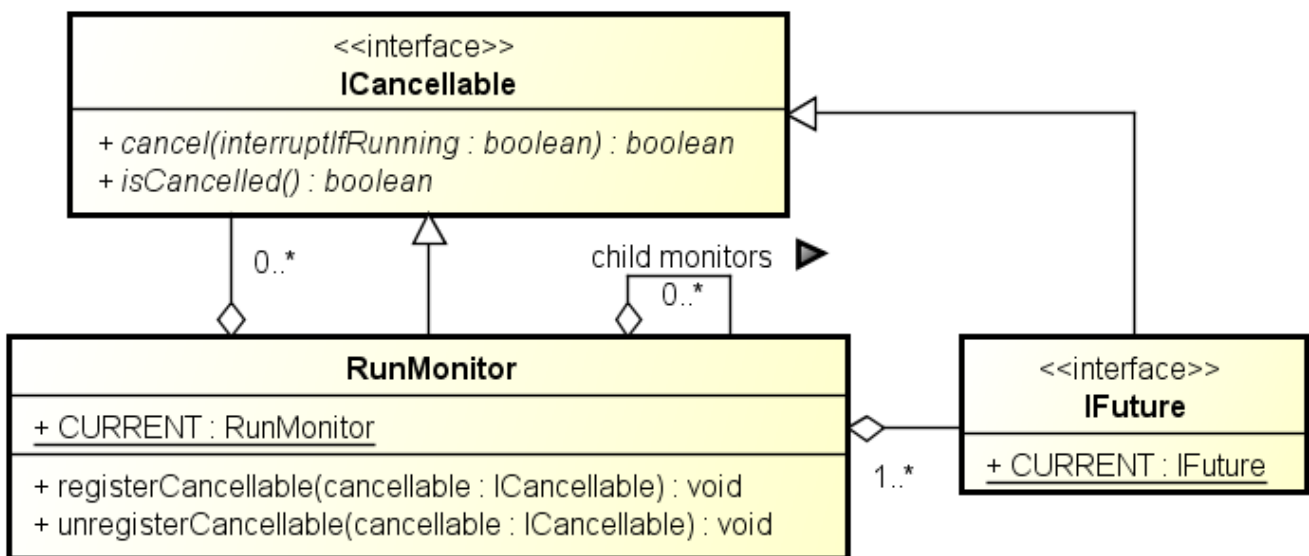 <<interface>>
ICancellable
+ cancel(interruptIfRunning : boolean) : boolean
+ isCancelled() : boolean
0..*
child monitors
0..*
RunMonitor
+ CURRENT : RunMonitor
+ registerCancellable(cancellable : ICancellable) : void
+ unregisterCancellable(cancellable : ICancellable) : void
1..*
<<interface>>
IFuture
+ CURRENT : IFuture